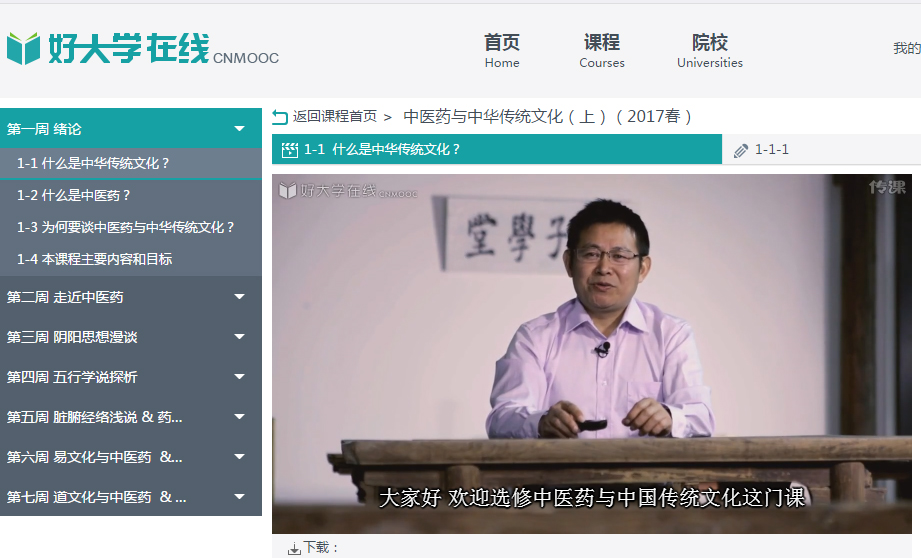 好大学在线 CNMOOC
首页 课程 院校 我的
Home Courses Universities
第一周 绪论
1-1 什么是中华传统文化？
1-2 什么是中医药？
1-3 为何要谈中医药与中华传统文化？
1-4 本课程主要内容和目标
第二周 走近中医药
第三周 阴阳思想漫谈
第四周 五行学说探析
第五周 脏腑经络浅说 & 药...
第六周 易文化与中医药 &...
第七周 道文化与中医药 & ...
返回课程首页 > 中医药与中华传统文化（上）（2017春）
1-1 什么是中华传统文化？ 1-1-1
好大学在线 CNMOOC 传课
堂學子
大家好 欢迎选修中医药与中国传统文化这门课
下载：